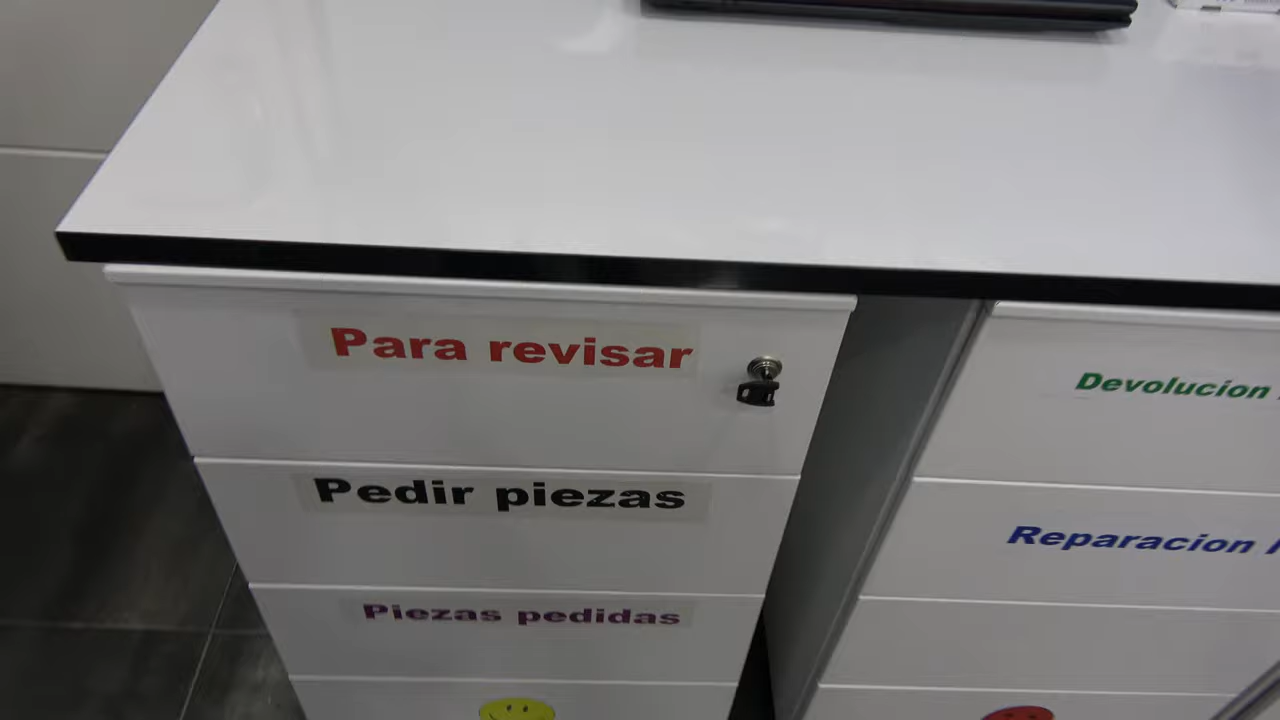 Para revisar
Pedir piezas
Piezas pedidas
Devolucion
Reparacion